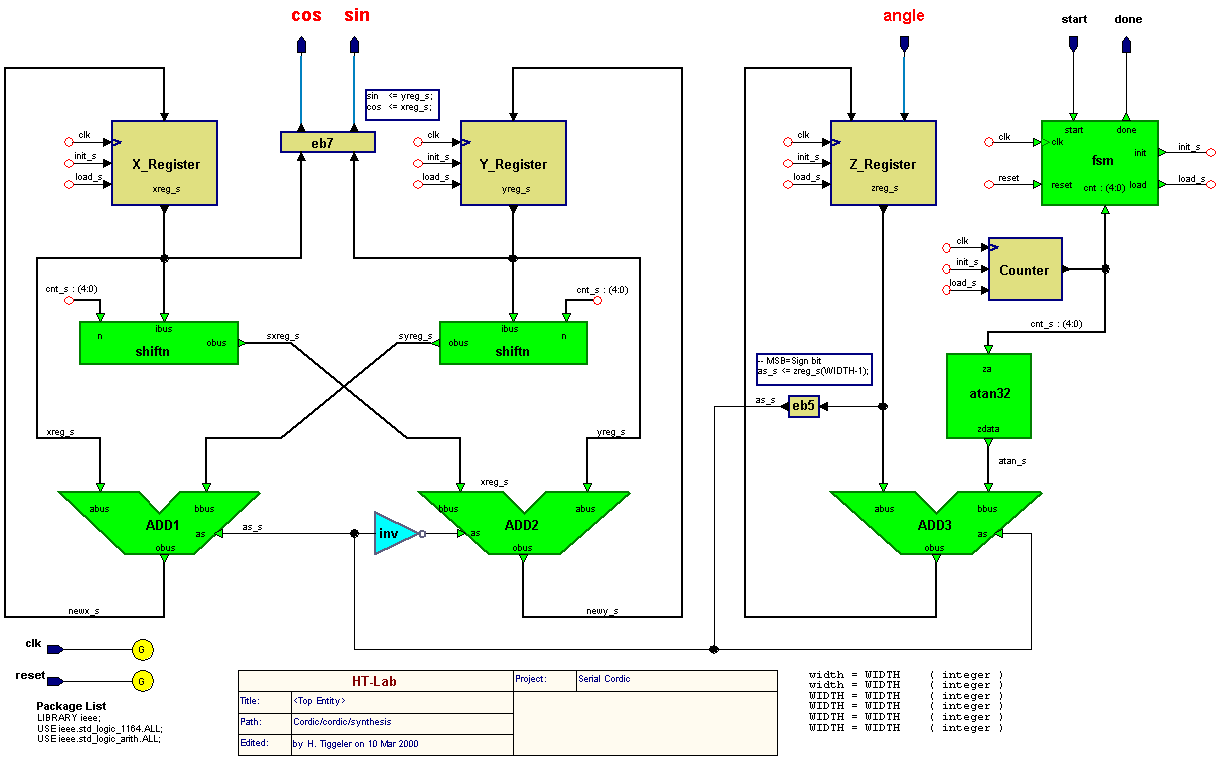 cos sin angle start done
sin <= yreg_s;
cos <= xreg_s;
clk
init_s
load_s
X_Register
xreg_s
eb7
clk
init_s
load_s
Y_Register
yreg_s
clk
init_s
load_s
Z_Register
zreg_s
start done
clk
clk
init
init_s
fsm
reset
reset
cnt : (4:0)
load
load_s
clk
init_s
load_s
Counter
cnt_s : (4:0)
cnt_s : (4:0)
n
ibus
obus
shiftn
sxreg_s
syreg_s
obus
ibus
n
shiftn
cnt_s : (4:0)
-- MSB=Sign bit
as_s <= zreg_s(WIDTH-1);
za
atan32
zdata
as_s
eb5
atan_s
xreg_s
yreg_s
xreg_s
abus
bbus
ADD1
as
obus
as_s
inv
bbus
abus
ADD2
as
obus
abus
bbus
ADD3
as
obus
newx_s
newy_s
clk
G
reset
G
Package List
LIBRARY ieee;
USE ieee.std_logic_1164.ALL;
USE ieee.std_logic_arith.ALL;
HT-Lab
Project: Serial Cordic
Title: <Top Entity>
Path: Cordic/cordic/synthesis
Edited: by H. Tiggeler on 10 Mar 2000
width = WIDTH ( integer )
width = WIDTH ( integer )
WIDTH = WIDTH ( integer )
WIDTH = WIDTH ( integer )
WIDTH = WIDTH ( integer )
WIDTH = WIDTH ( integer )